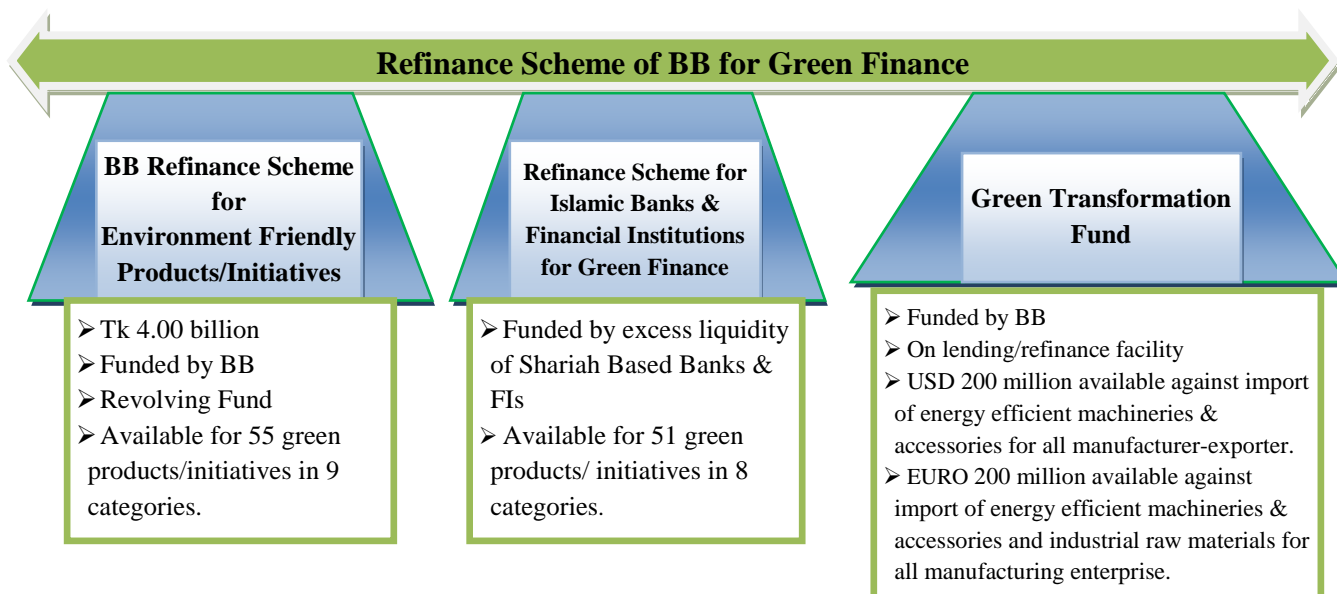 Refinance Scheme of BB for Green Finance
BB Refinance Scheme
for
Environment Friendly
Products/Initiatives
➢ Tk 4.00 billion
➢ Funded by BB
➢ Revolving Fund
➢ Available for 55 green
products/initiatives in 9
categories.
Refinance Scheme for
Islamic Banks &
Financial Institutions
for Green Finance
➢ Funded by excess liquidity
of Shariah Based Banks &
FIs
➢ Available for 51 green
products/ initiatives in 8
categories.
Green Transformation
Fund
➢ Funded by BB
➢ On lending/refinance facility
➢ USD 200 million available against import
of energy efficient machineries &
accessories for all manufacturer-exporter.
➢ EURO 200 million available against
import of energy efficient machineries &
accessories and industrial raw materials for
all manufacturing enterprise.